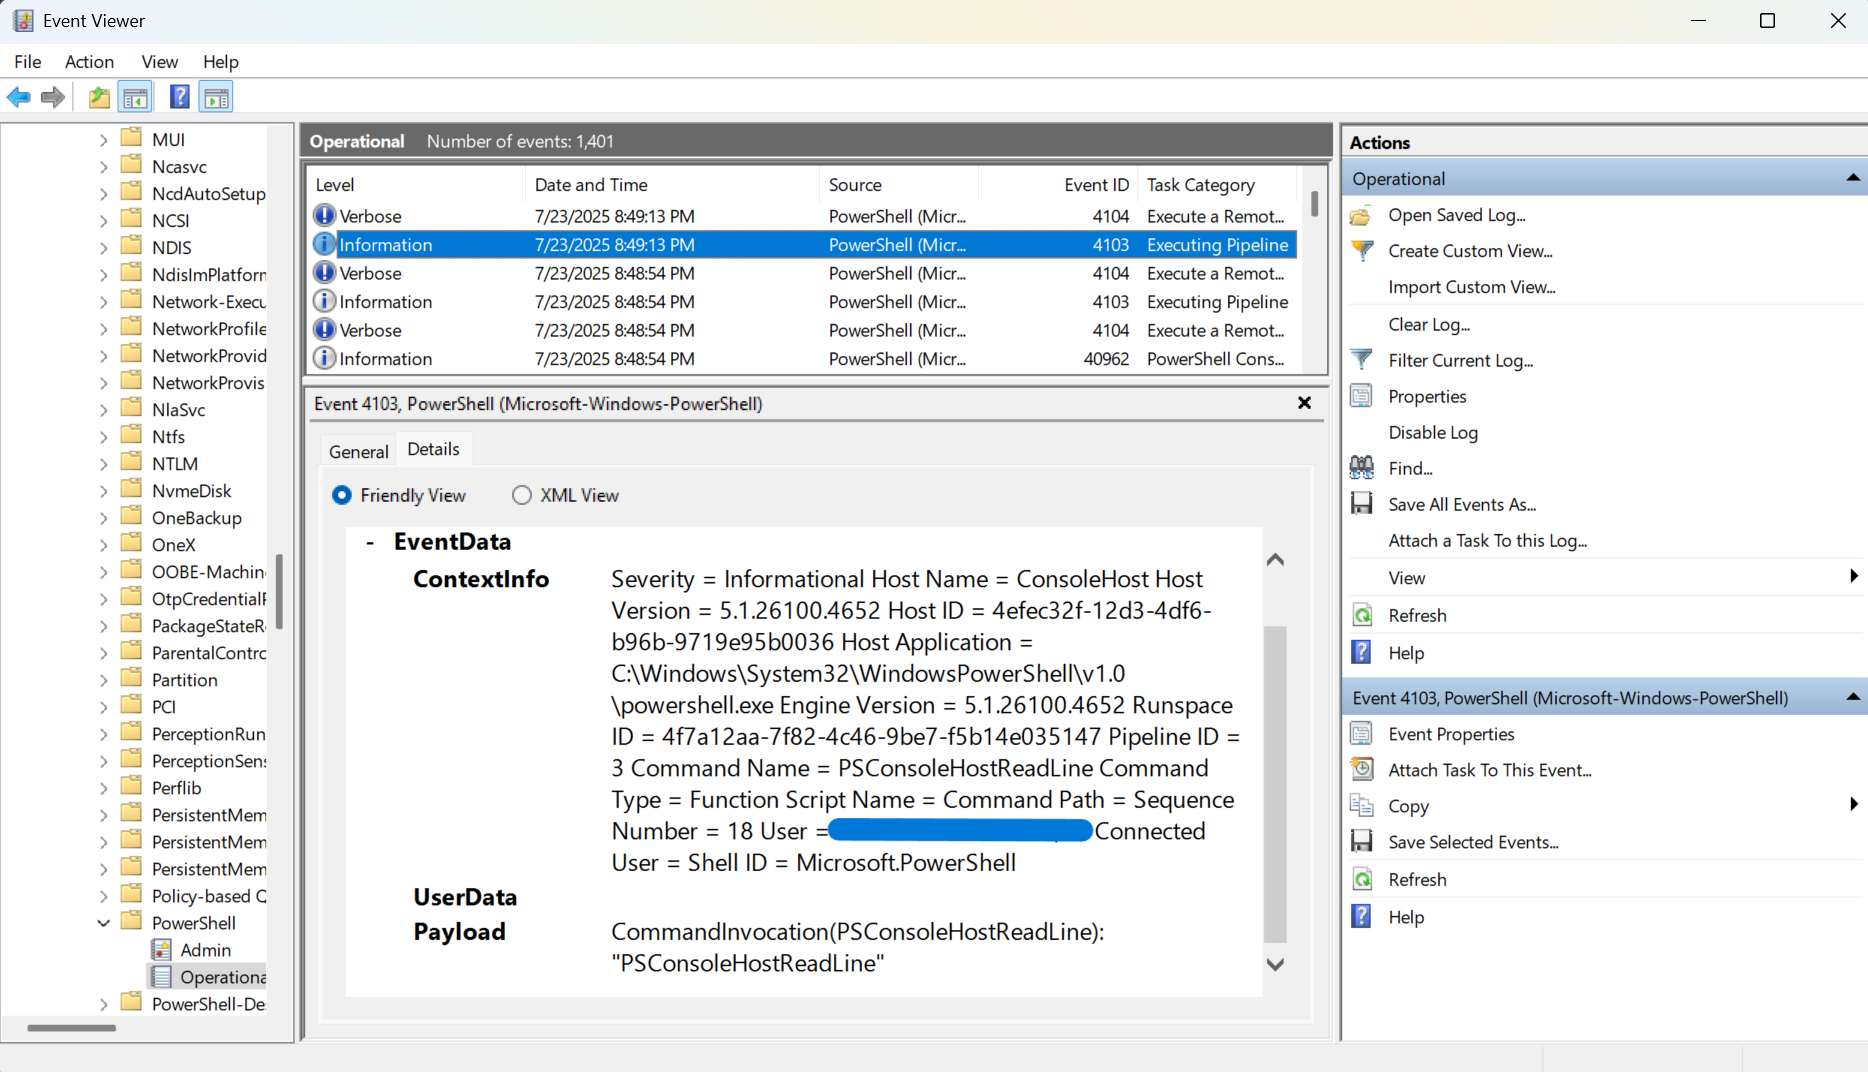 Event Viewer
File Action View Help
MUI
Ncasvc
NcdAutoSetup
NCSI
NDIS
NdisImPlatform
Network-Execu
NetworkProfile
NetworkProvid
NetworkProvis
NlaSvc
Ntfs
NTLM
NvmeDisk
OneBackup
OneX
OOBE-Machin
OtpCredentialP
PackageStateRo
ParentalContro
Partition
PCI
PerceptionRun
PerceptionSens
Perflib
PersistentMem
PersistentMem
PersistentMem
Policy-based Q
PowerShell
Admin
Operationa
PowerShell-De
Operational Number of events: 1,401
Level Date and Time Source Event ID Task Category
Verbose 7/23/2025 8:49:13 PM PowerShell (Micr... 4104 Execute a Remot...
Information 7/23/2025 8:49:13 PM PowerShell (Micr... 4103 Executing Pipeline
Verbose 7/23/2025 8:48:54 PM PowerShell (Micr... 4104 Execute a Remot...
Information 7/23/2025 8:48:54 PM PowerShell (Micr... 4103 Executing Pipeline
Verbose 7/23/2025 8:48:54 PM PowerShell (Micr... 4104 Execute a Remot...
Information 7/23/2025 8:48:54 PM PowerShell (Micr... 40962 PowerShell Cons...
Event 4103, PowerShell (Microsoft-Windows-PowerShell)
General Details
Friendly View XML View
- EventData
ContextInfo Severity = Informational Host Name = ConsoleHost Host
Version = 5.1.26100.4652 Host ID = 4efec32f-12d3-4df6-
b96b-9719e95b0036 Host Application =
C:\Windows\System32\WindowsPowerShell\v1.0
\powershell.exe Engine Version = 5.1.26100.4652 Runspace
ID = 4f7a12aa-7f82-4c46-9be7-f5b14e035147 Pipeline ID =
3 Command Name = PSConsoleHostReadLine Command
Type = Function Script Name = Command Path = Sequence
Number = 18 User = Connected
User = Shell ID = Microsoft.PowerShell
UserData
Payload CommandInvocation(PSConsoleHostReadLine):
"PSConsoleHostReadLine"
Actions
Operational
Open Saved Log...
Create Custom View...
Import Custom View...
Clear Log...
Filter Current Log...
Properties
Disable Log
Find...
Save All Events As...
Attach a Task To this Log...
View
Refresh
Help
Event 4103, PowerShell (Microsoft-Windows-PowerShell)
Event Properties
Attach Task To This Event...
Copy
Save Selected Events...
Refresh
Help